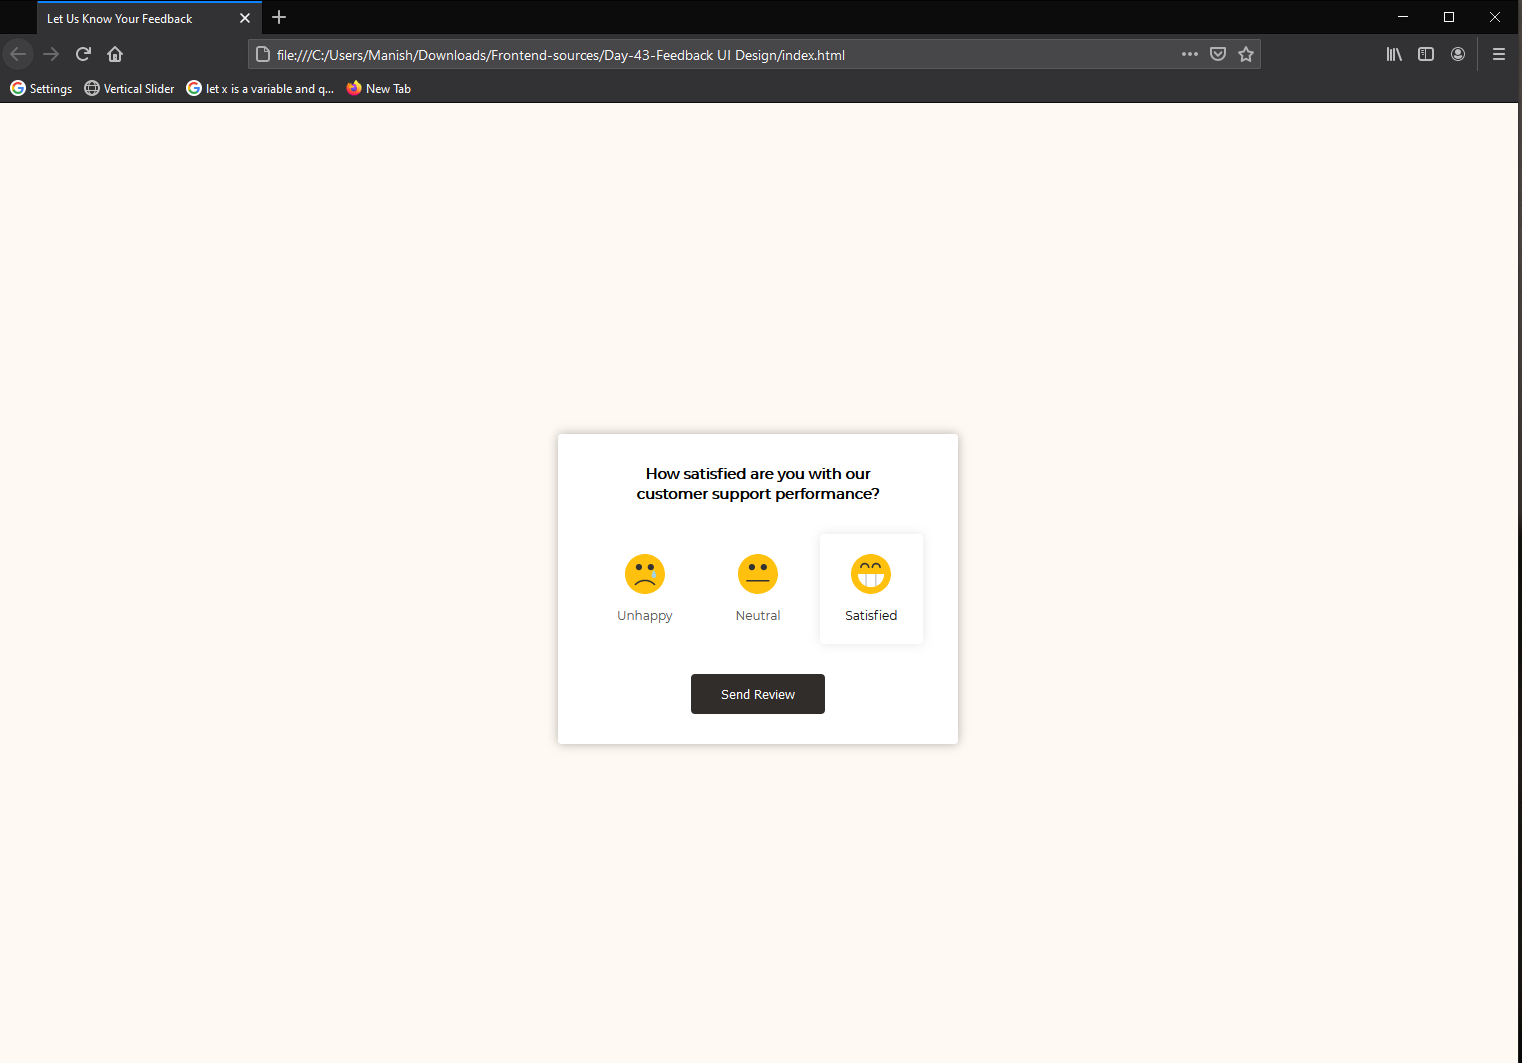 Let Us Know Your Feedback
file:///C:/Users/Manish/Downloads/Frontend-sources/Day-43-Feedback UI Design/index.html
Settings Vertical Slider let x is a variable and q... New Tab
How satisfied are you with our
customer support performance?
Unhappy Neutral Satisfied
Send Review